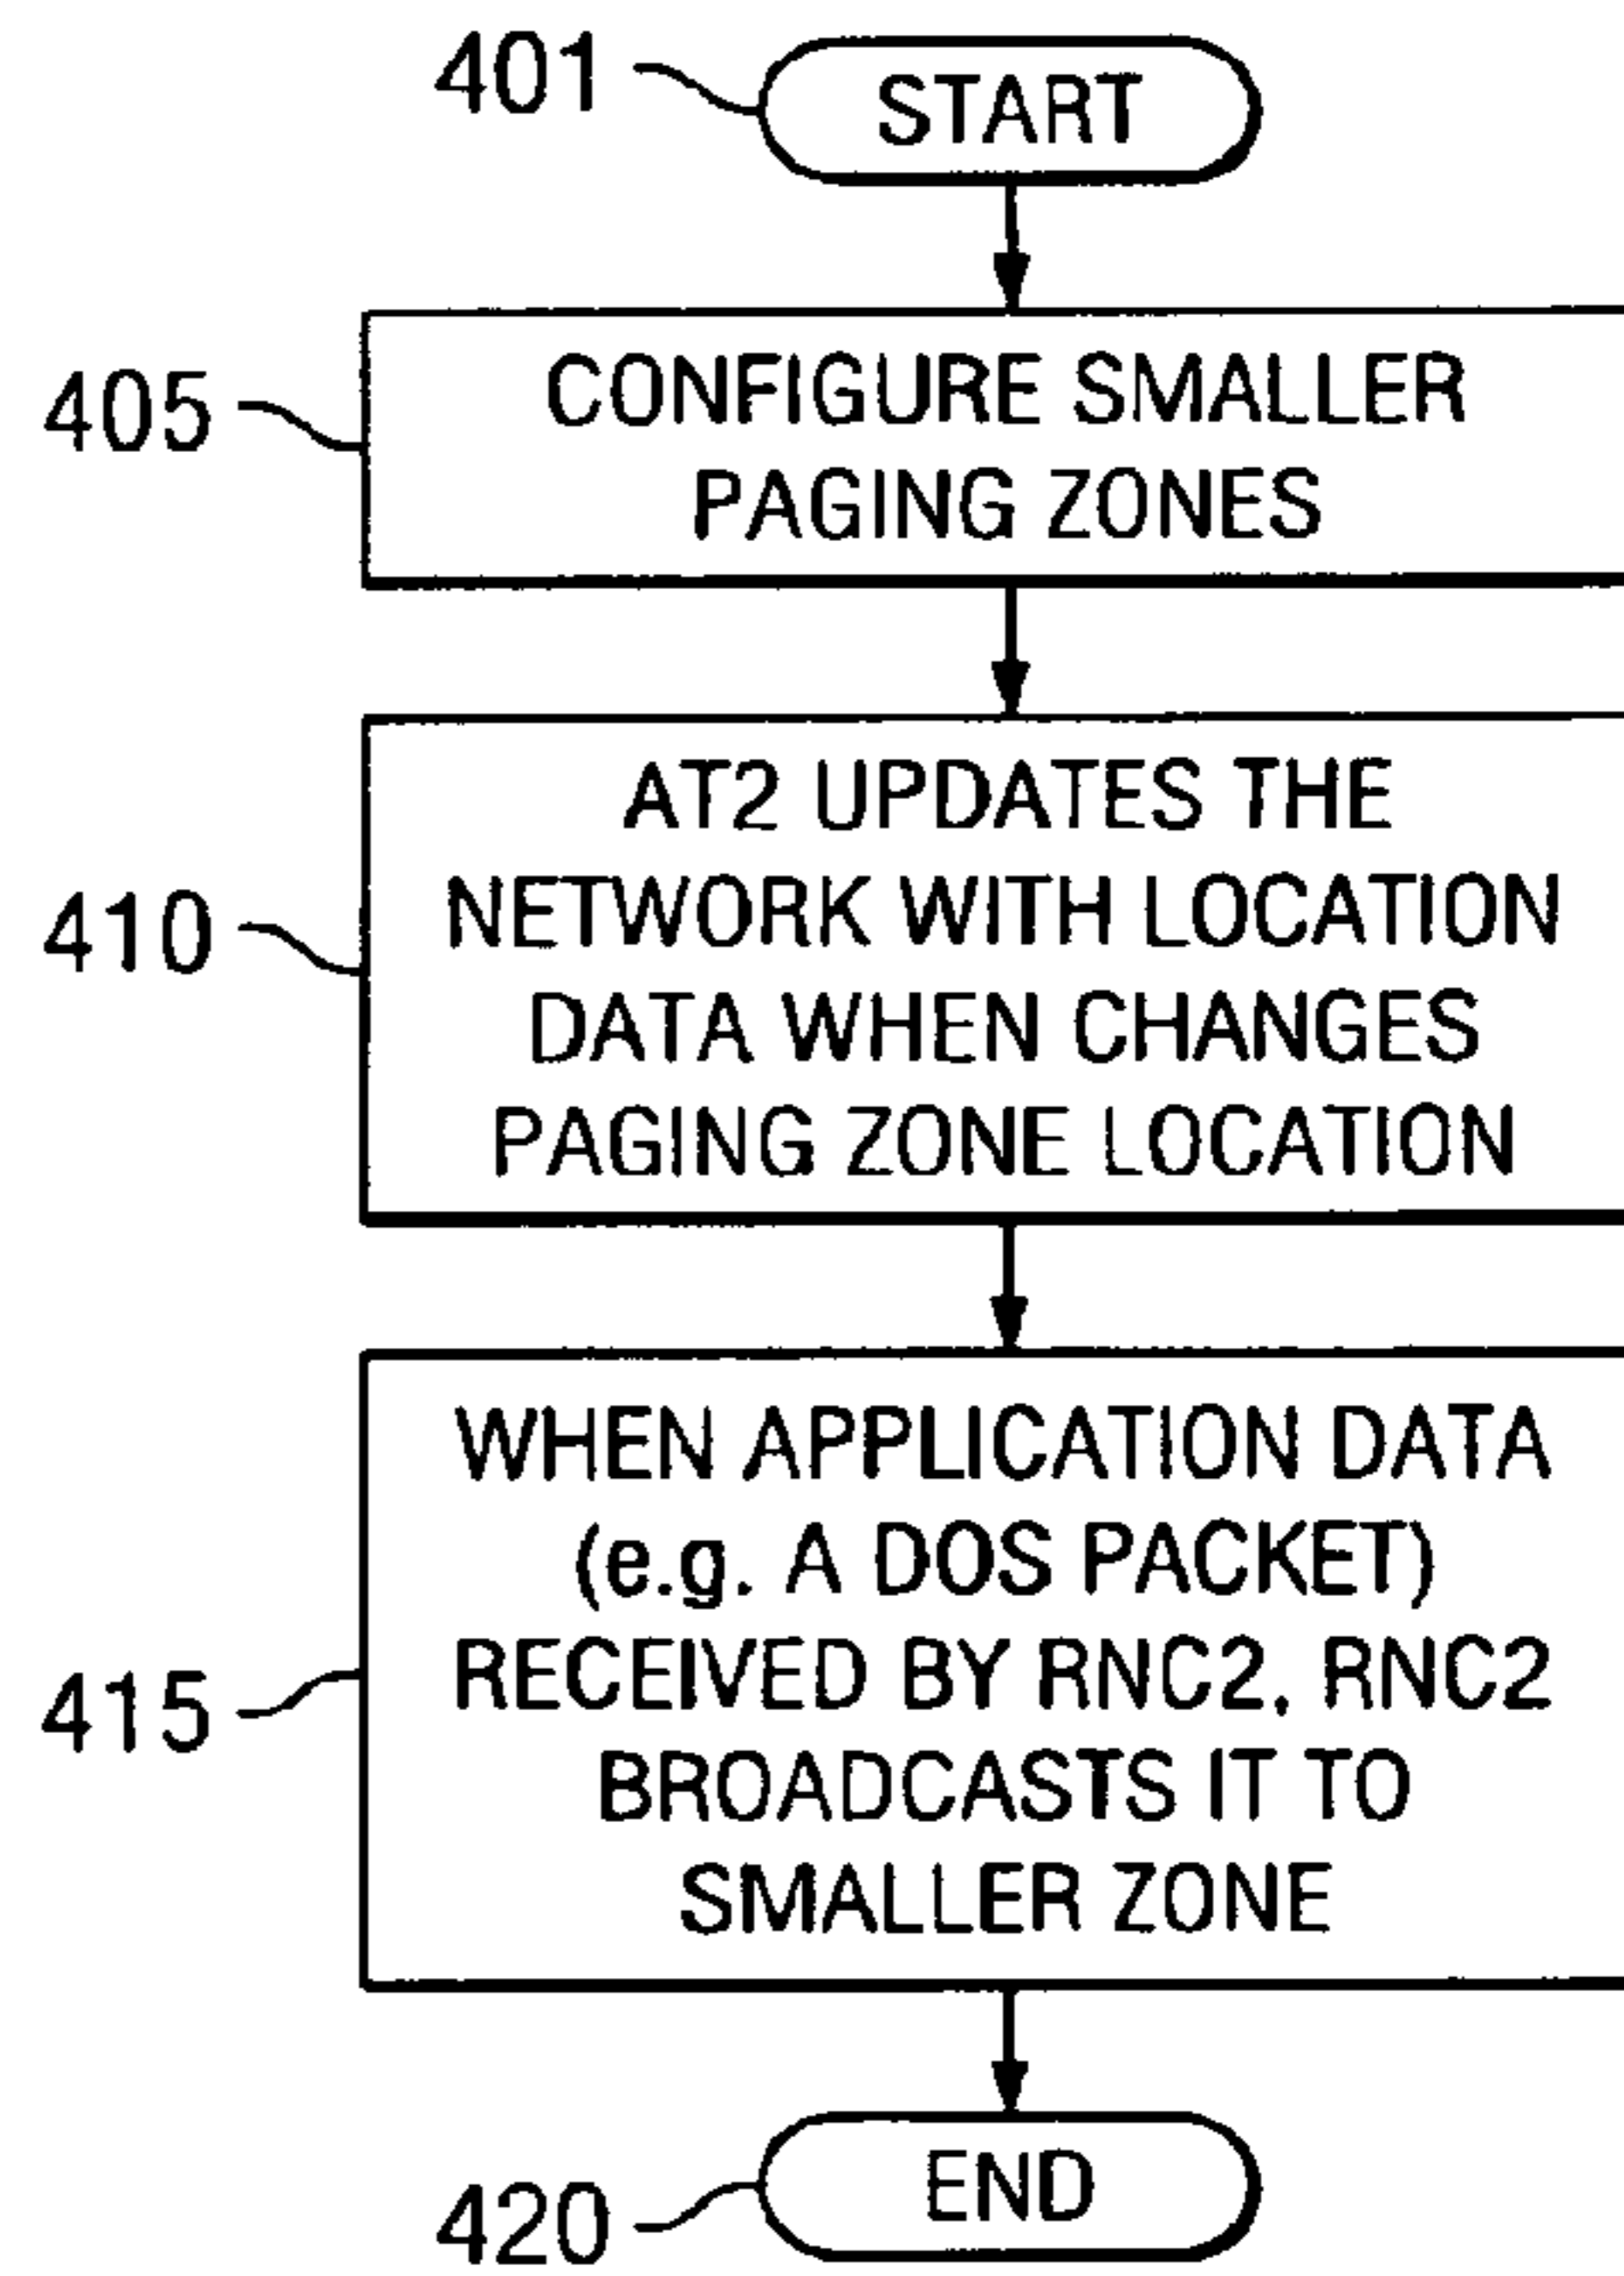 401
START
405
CONFIGURE SMALLER
PAGING ZONES
410
AT2 UPDATES THE
NETWORK WITH LOCATION
DATA WHEN CHANGES
PAGING ZONE LOCATION
415
WHEN APPLICATION DATA
(e.g. A DOS PACKET)
RECEIVED BY RNC2, RNC2
BROADCASTS IT TO
SMALLER ZONE
420
END